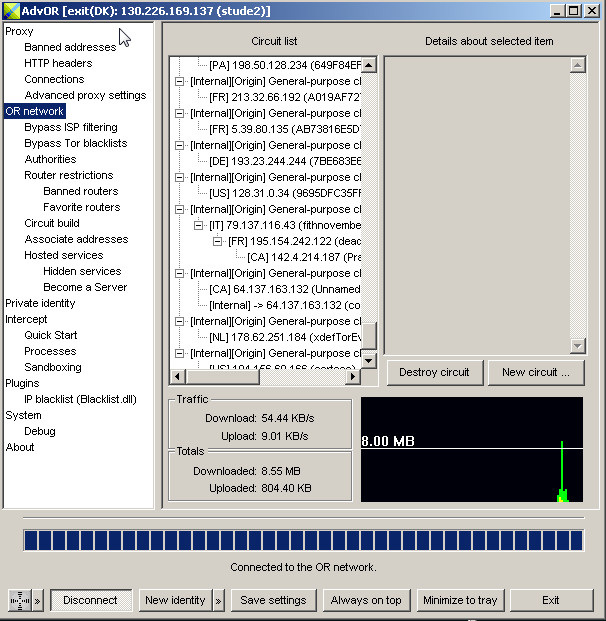 AdvOR [exit(DK): 130.226.169.137 (stude2)]
Proxy
Banned addresses
HTTP headers
Connections
Advanced proxy settings
OR network
Bypass ISP filtering
Bypass Tor blacklists
Authorities
Router restrictions
Banned routers
Favorite routers
Circuit build
Associate addresses
Hosted services
Hidden services
Become a Server
Private identity
Intercept
Quick Start
Processes
Sandboxing
Plugins
IP blacklist (Blacklist.dll)
System
Debug
About
Circuit list
[PA] 198.50.128.234 (649F84EF
[Internal][Origin] General-purpose cl
[FR] 213.32.66.192 (A019AF72
[Internal][Origin] General-purpose cl
[FR] 5.39.80.135 (AB73816E5D
[Internal][Origin] General-purpose cl
[DE] 193.23.244.244 (7BE683E6
[Internal][Origin] General-purpose cl
[US] 128.31.0.34 (9695DFC35FF
[Internal][Origin] General-purpose cl
[IT] 79.137.116.43 (fithnovembe
[FR] 195.154.242.122 (deac
[CA] 142.4.214.187 (Pra
[Internal][Origin] General-purpose cl
[CA] 64.137.163.132 (Unnamed
[Internal] -> 64.137.163.132 (co
[Internal][Origin] General-purpose cl
[NL] 178.62.251.184 (xdefTorEv
[Internal][Origin] General-purpose cl
Details about selected item
Destroy circuit
New circuit ...
Traffic
Download: 54.44 KB/s
Upload: 9.01 KB/s
Totals
Downloaded: 8.55 MB
Uploaded: 804.40 KB
8.00 MB
Connected to the OR network.
»
Disconnect
New identity
»
Save settings
Always on top
Minimize to tray
Exit